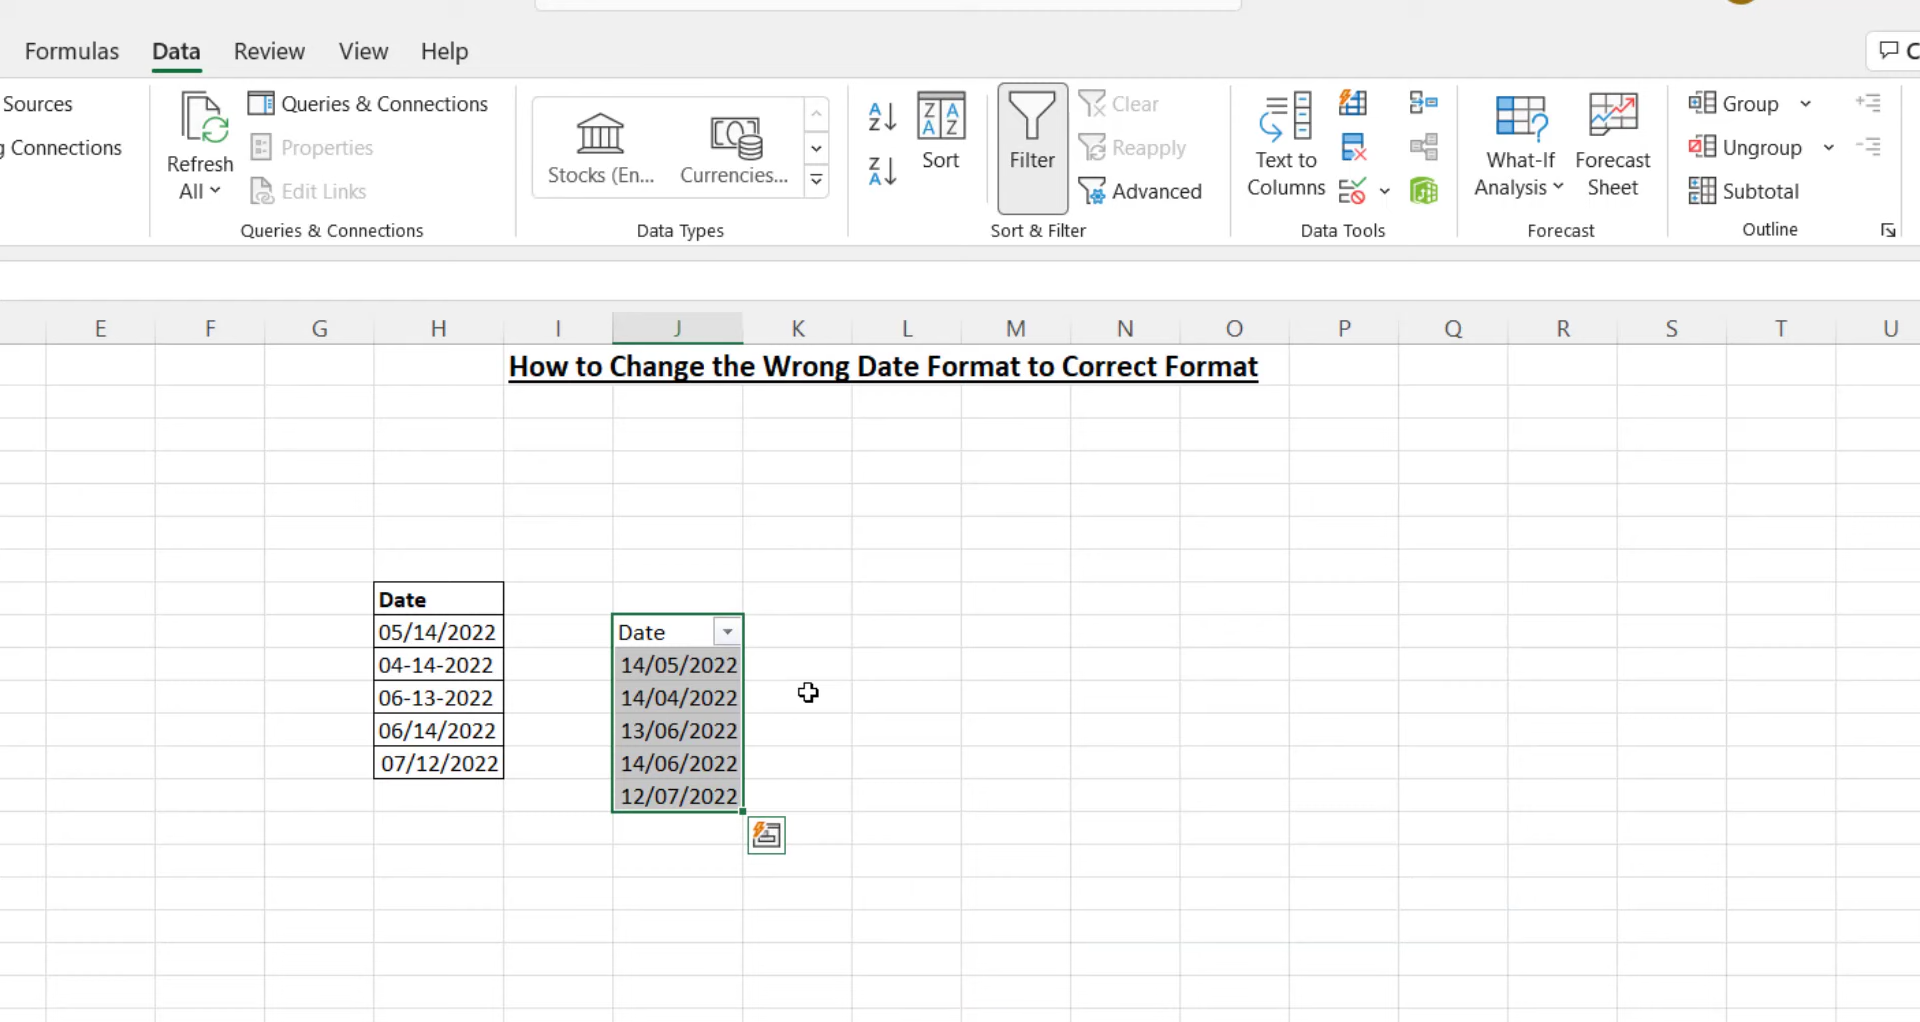 Formulas Data Review View Help
C
Sources
g Connections
Refresh
All
Queries & Connections
Properties
Edit Links
Queries & Connections
Stocks (En...
Currencies...
Data Types
Sort
Filter
Clear
Reapply
Advanced
Sort & Filter
Text to
Columns
Data Tools
What-If
Analysis
Forecast
Sheet
Forecast
Group
Ungroup
Subtotal
Outline
E F G H I J K L M N O P Q R S T U
How to Change the Wrong Date Format to Correct Format
Date
05/14/2022
04-14-2022
06-13-2022
06/14/2022
07/12/2022
Date
14/05/2022
14/04/2022
13/06/2022
14/06/2022
12/07/2022